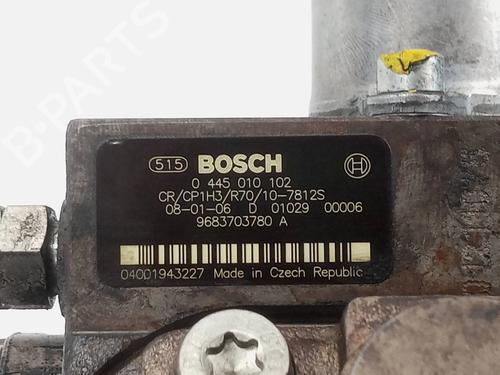 B-PARTS
515 BOSCH
0 445 010 102
CR/CP1H3/R70/10-7812S
08-01-06 D 01029 00006
9683703780 A
04001943227 Made in Czech Republic